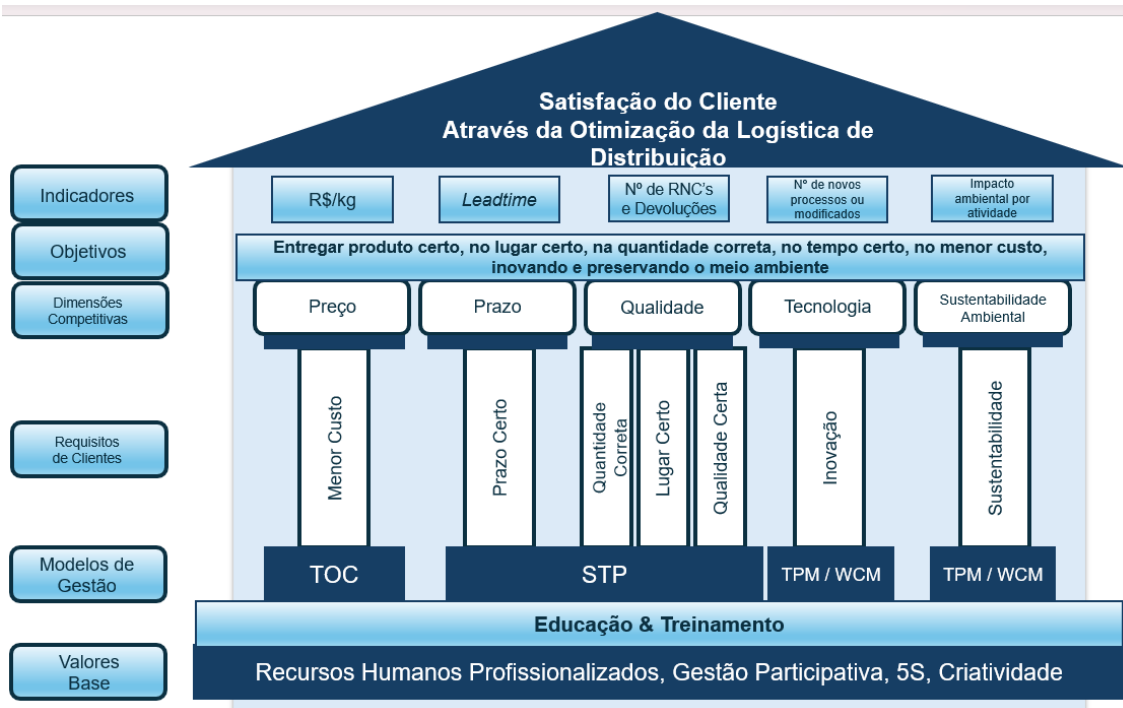 Satisfação do Cliente
Através da Otimização da Logística de
Distribuição
Indicadores
R$/kg
Leadtime
Nº de RNC's
e Devoluções
Nº de novos
processos ou
modificados
Impacto
ambiental por
atividade
Objetivos
Entregar produto certo, no lugar certo, na quantidade correta, no tempo certo, no menor custo,
inovando e preservando o meio ambiente
Dimensões
Competitivas
Preço
Prazo
Qualidade
Tecnologia
Sustentabilidade
Ambiental
Requisitos
de Clientes
Menor Custo
Prazo Certo
Quantidade
Correta
Lugar Certo
Qualidade Certa
Inovação
Sustentabilidade
Modelos de
Gestão
TOC
STP
TPM / WCM
TPM / WCM
Educação & Treinamento
Valores
Base
Recursos Humanos Profissionalizados, Gestão Participativa, 5S, Criatividade